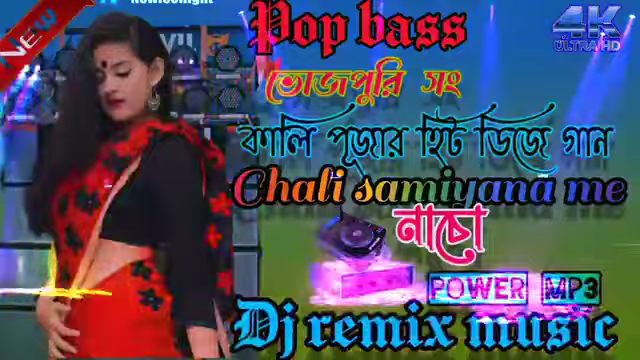 NEW
Pop bass
4K
ULTRA HD
ভোজপুরি সং
কালি পূজার হিট ডিজে গান
Chali samiyana me
নাচো
POWER MP3
Dj remix music